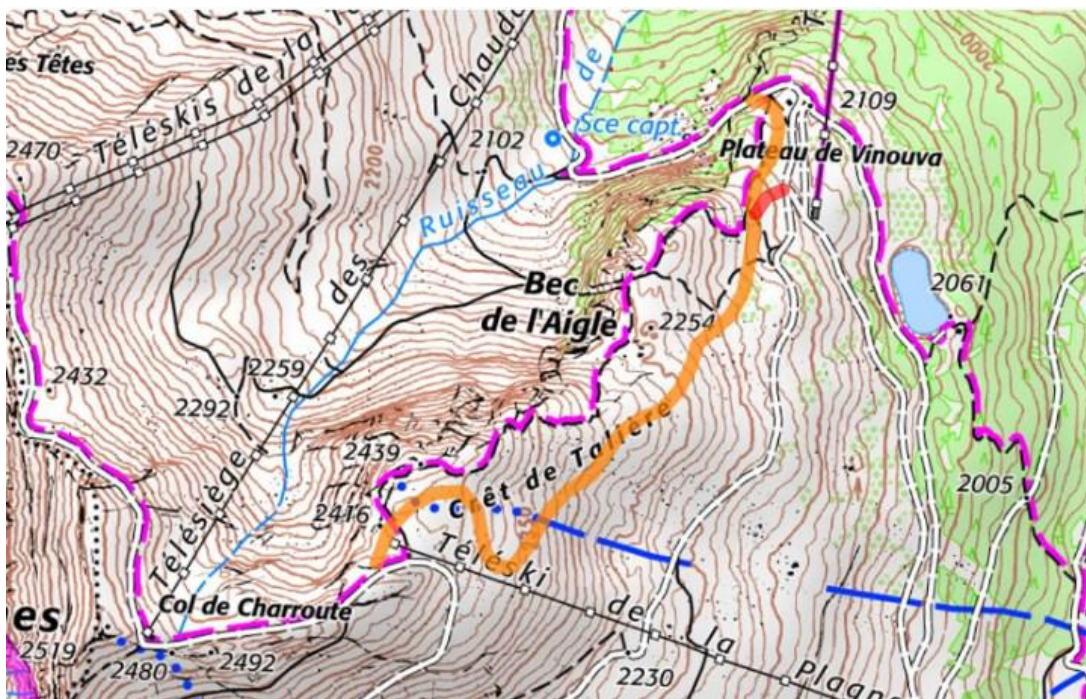 es Têtes
Téléskis de la
Chauda
de
T
2000
2470
2102
Sce capt.
2109
Plateau de Vinouva
2200
Ruisseau
des
Bec
de l'Aigle
2061
2254
2259
2432
2292
Crêt de Tallère
2439
2005
2416
Télésiège
Téléski
de
la
Plagne
Col de Charroute
es
2519
2480
2492
2230